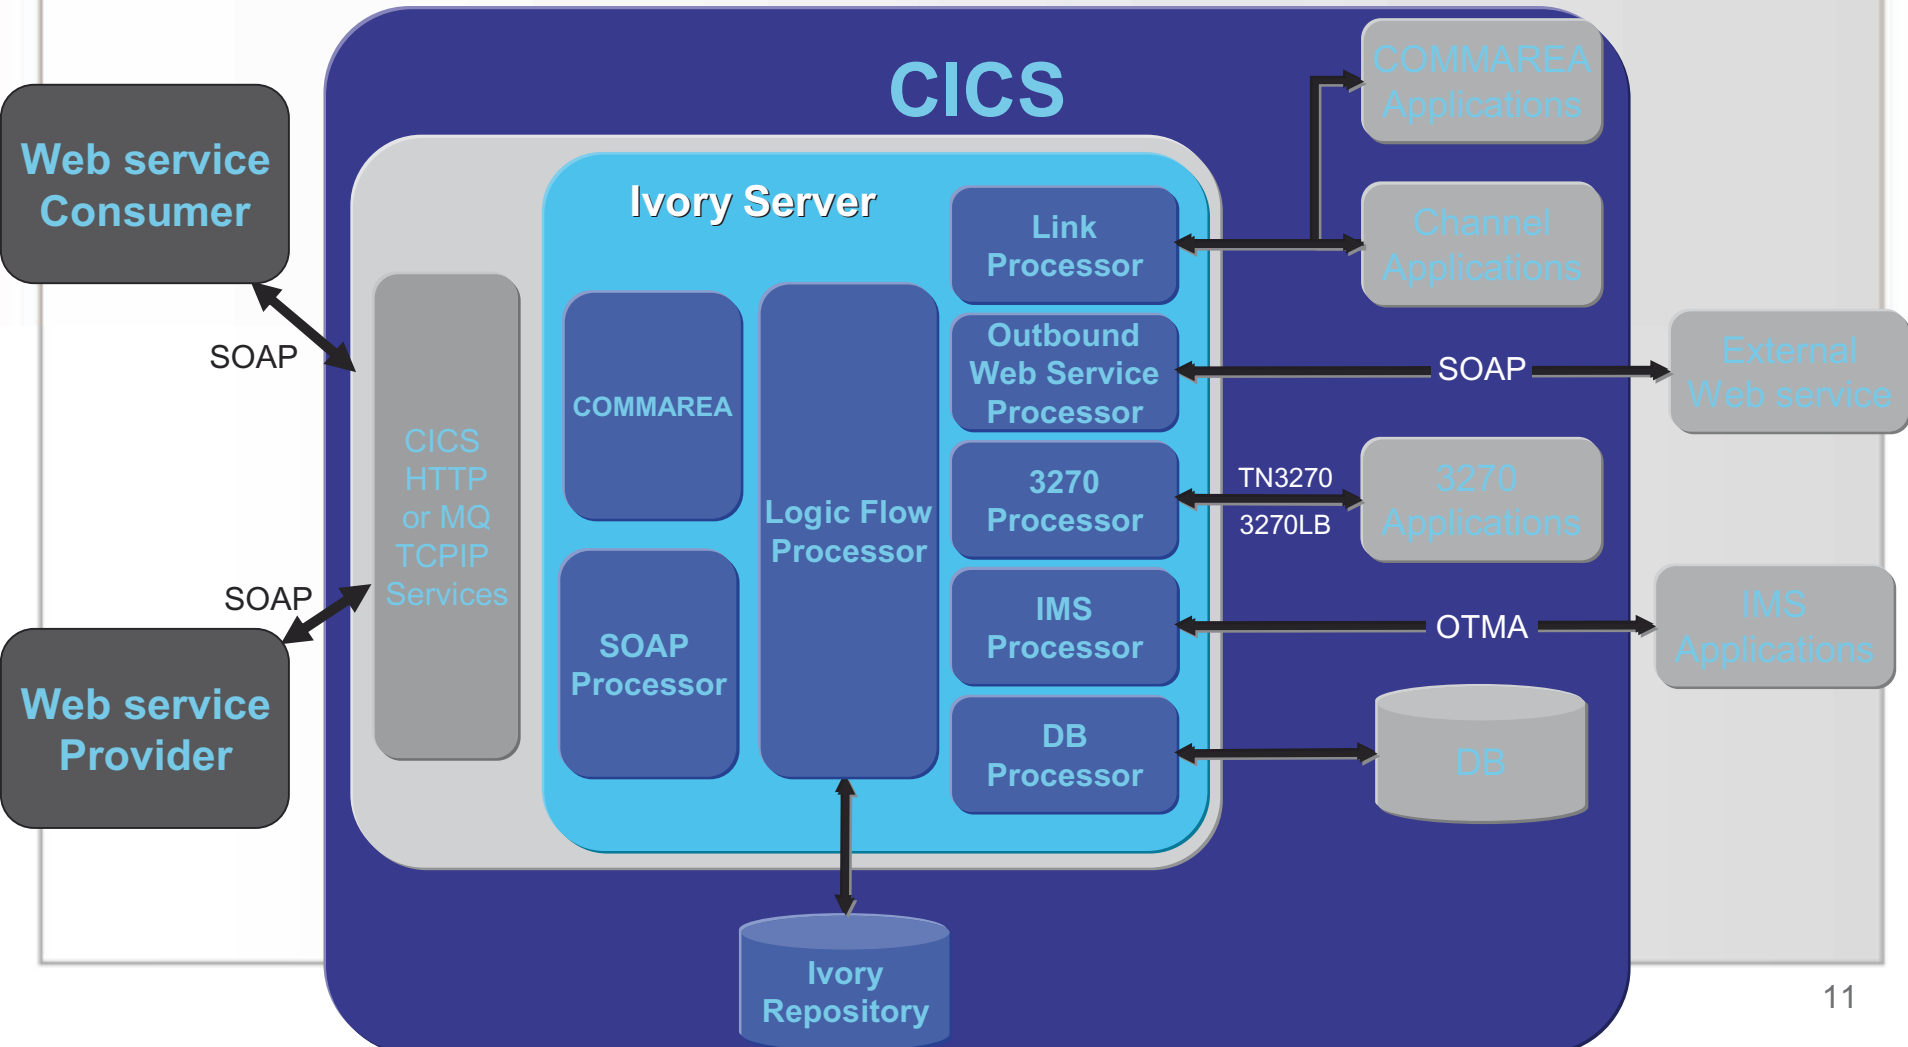 CICS
COMMAREA
Applications
Web service
Consumer
Ivory Server
Link
Processor
Channel
Applications
SOAP
Outbound
Web Service
Processor
SOAP
External
Web service
COMMAREA
CICS
HTTP
or MQ
TCPIP
Services
Logic Flow
Processor
3270
Processor
TN3270
3270LB
3270
Applications
SOAP
SOAP
Processor
IMS
Processor
OTMA
IMS
Applications
Web service
Provider
DB
Processor
DB
Ivory
Repository
11